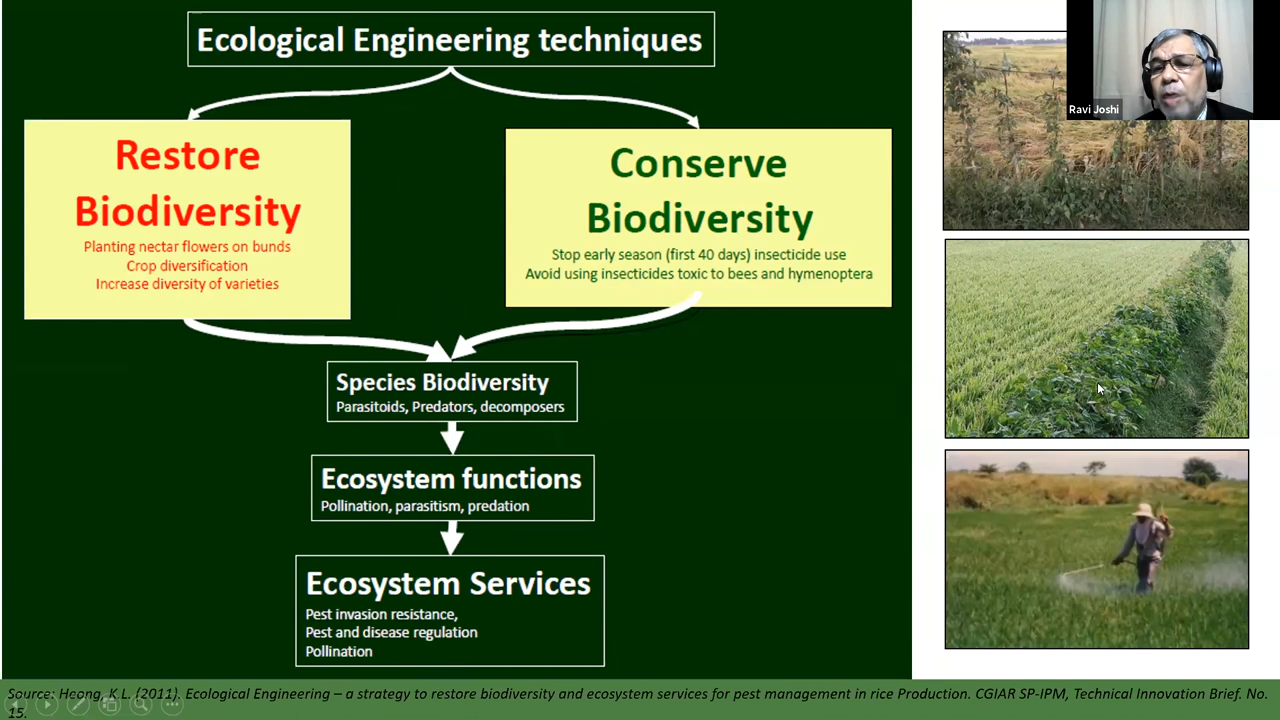 Ecological Engineering techniques
Ravi Joshi
Restore
Biodiversity
Planting nectar flowers on bunds
Crop diversification
Increase diversity of varieties
Conserve
Biodiversity
Stop early season (first 40 days) insecticide use
Avoid using insecticides toxic to bees and hymenoptera
Species Biodiversity
Parasitoids, Predators, decomposers
Ecosystem functions
Pollination, parasitism, predation
Ecosystem Services
Pest invasion resistance,
Pest and disease regulation
Pollination
Source: Heong, K.L. (2011). Ecological Engineering – a strategy to restore biodiversity and ecosystem services for pest management in rice Production. CGIAR SP-IPM, Technical Innovation Brief. No.
15.